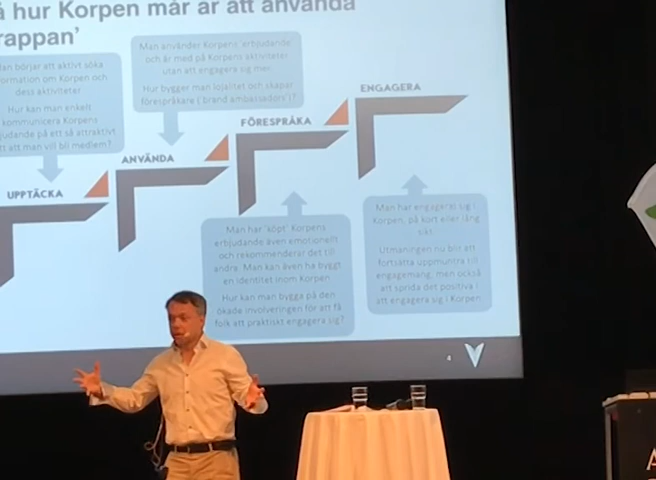 å hur Korpen mår är att använda
rappan'
an börjar att aktivt söka
formation om Korpen och
dess aktiviteter
Hur kan man enkelt
kommunicera Korpens
judande på ett så attraktivt
tt att man vill bli medlem?
Man använder Korpens erbjudande
och är med på Korpens aktiviteter
utan att engagera sig mer.
Hur bygger man lojalitet och skapar
förespråkare ('brand ambassadors')?
UPPTÄCKA
ANVÄNDA
FÖRESPRÅKA
ENGAGERA
Man har 'köpt' Korpens
erbjudande även emotionellt
och rekommenderar det till
andra. Man kan även ha byggt
en identitet inom Korpen.
Hur kan man bygga på den
ökade involveringen för att få
folk att praktiskt engagera sig?
Man har engagerat sig i
Korpen, på kort eller lång
sikt.
Utmaningen nu blir att
fortsätta uppmuntra till
engagemang, men också
att sprida det positiva i
att engagera sig i Korpen.
4
A